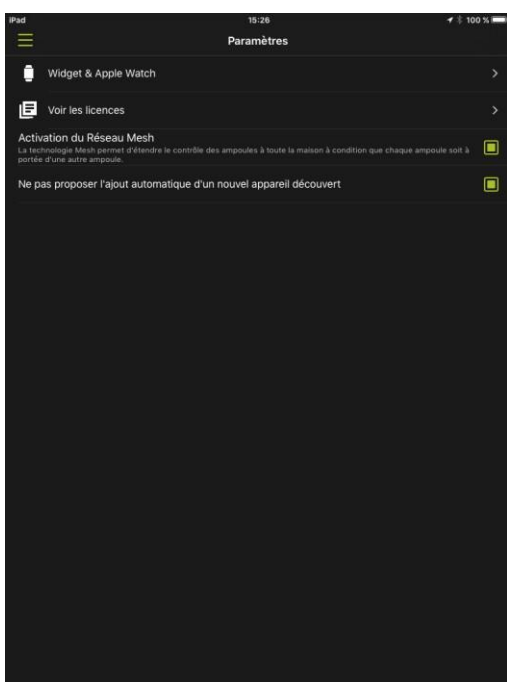 iPad 15:26 100 %
Paramètres
Widget & Apple Watch
Voir les licences
Activation du Réseau Mesh
La technologie Mesh permet d'étendre le contrôle des ampoules à toute la maison à condition que chaque ampoule soit à
portée d'une autre ampoule.
Ne pas proposer l'ajout automatique d'un nouvel appareil découvert